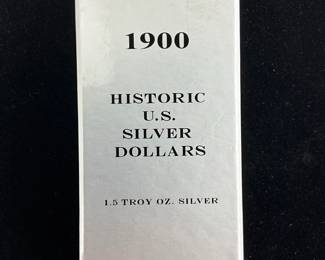 1900
HISTORIC
U.S.
SILVER
DOLLARS
1.5 TROY OZ. SILVER